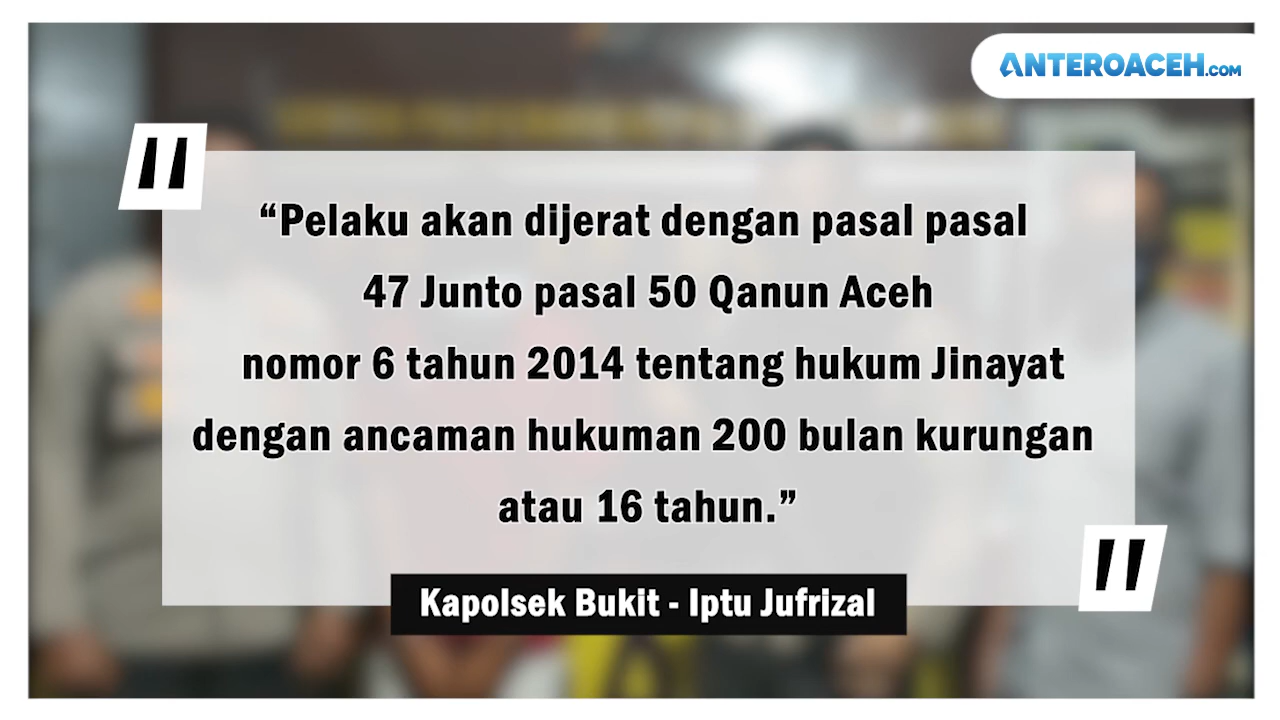 ANTEROACEH.COM
“Pelaku akan dijerat dengan pasal pasal
47 Junto pasal 50 Qanun Aceh
nomor 6 tahun 2014 tentang hukum Jinayat
dengan ancaman hukuman 200 bulan kurungan
atau 16 tahun.”
Kapolsek Bukit - Iptu Jufrizal